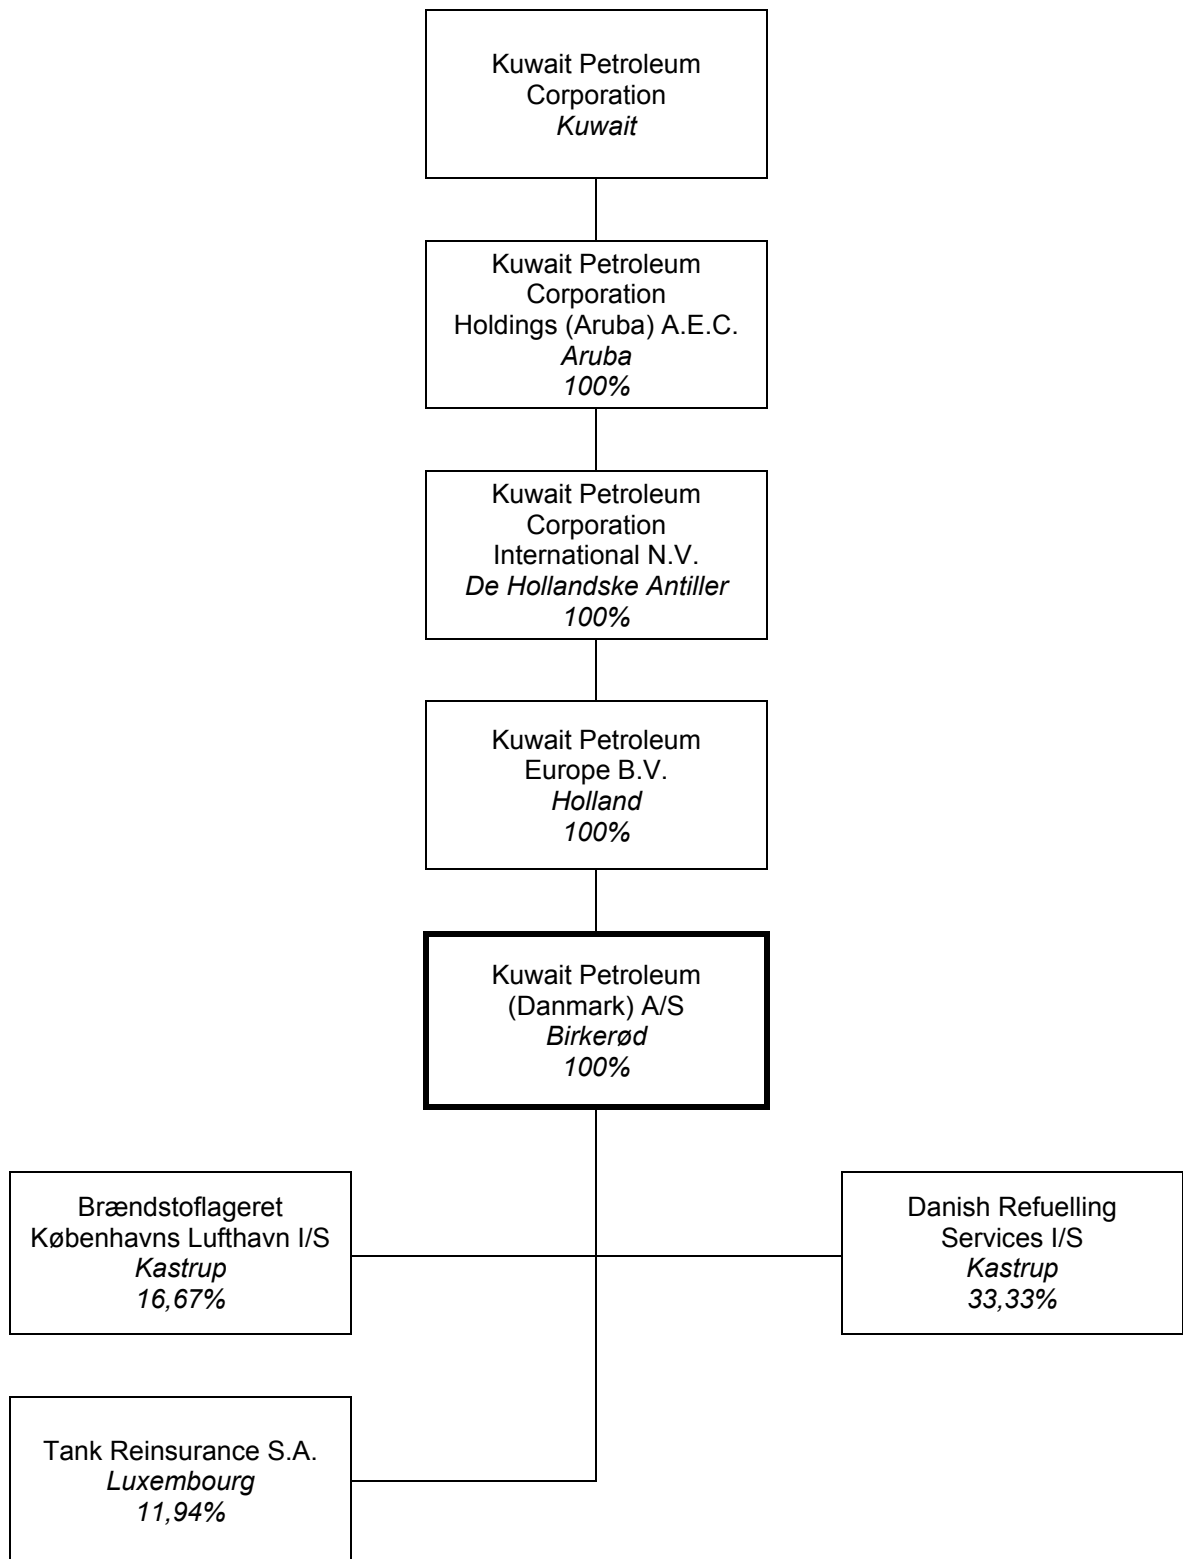 Kuwait Petroleum
Corporation
Kuwait
Kuwait Petroleum
Corporation
Holdings (Aruba) A.E.C.
Aruba
100%
Kuwait Petroleum
Corporation
International N.V.
De Hollandske Antiller
100%
Kuwait Petroleum
Europe B.V.
Holland
100%
Kuwait Petroleum
(Danmark) A/S
Birkerød
100%
Brændstoflageret
Københavns Lufthavn I/S
Kastrup
16,67%
Danish Refuelling
Services I/S
Kastrup
33,33%
Tank Reinsurance S.A.
Luxembourg
11,94%